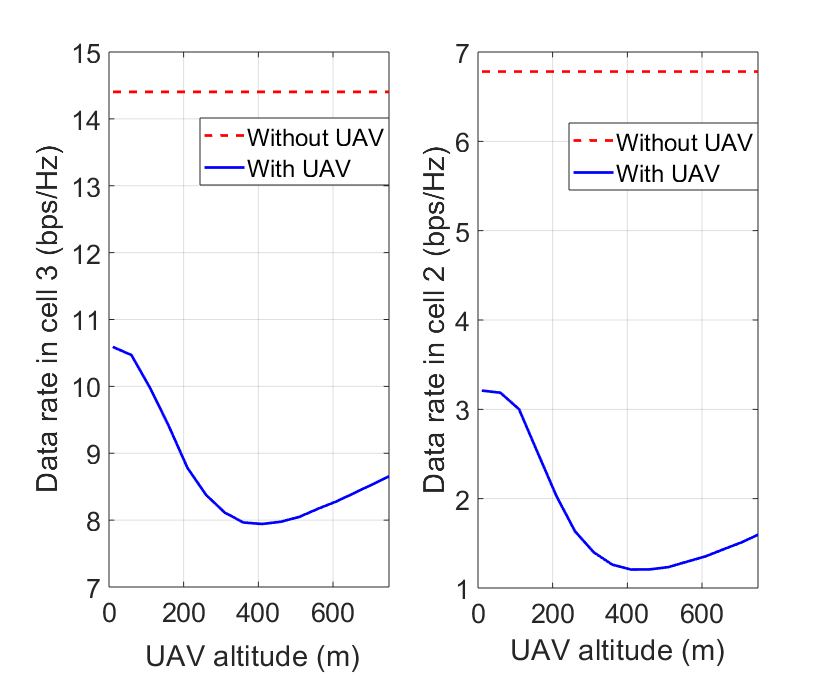 Data rate in cell 3 (bps/Hz)
15
14
13
12
11
10
9
8
7
0 200 400 600
UAV altitude (m)
Without UAV
With UAV
Data rate in cell 2 (bps/Hz)
7
6
5
4
3
2
1
0 200 400 600
UAV altitude (m)
Without UAV
With UAV